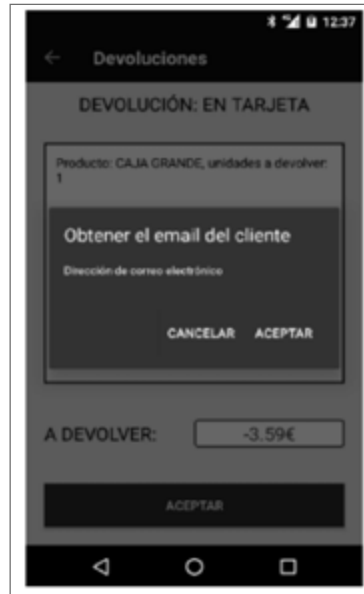 12:37
Devoluciones
DEVOLUCIÓN: EN TARJETA
Producto: CAJA GRANDE, unidades a devolver:
1
Obtener el email del cliente
Dirección de correo electrónico
CANCELAR ACEPTAR
A DEVOLVER: -3.59€
ACEPTAR